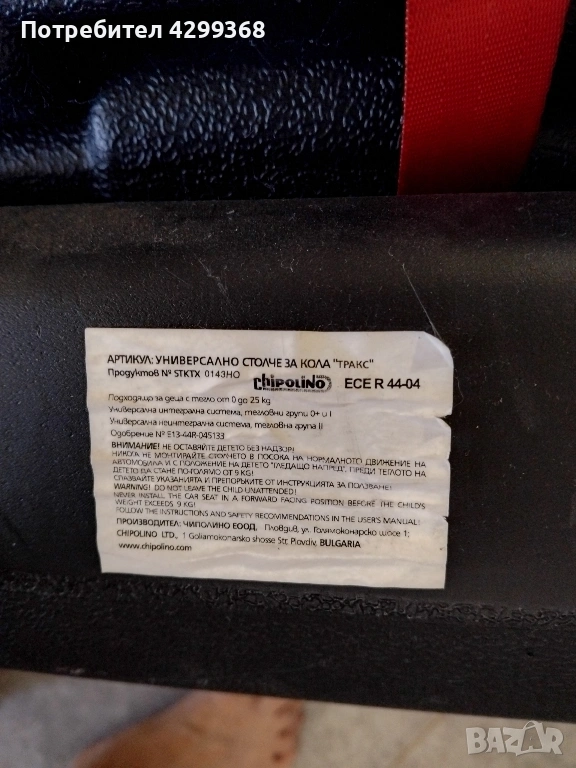 Потребител 4299368
АРТИКУЛ: УНИВЕРСАЛНО СТОЛЧЕ ЗА КОЛА "ТРАКС"
Продуктов № STKTX 0143HO
chipolino
ECE R 44-04
Подходящ за деца с тегло от 0 до 25 kg
Универсална интегрална система, тегловни групи 0+ и I
Универсална неинтегрална система, тегловна група II
Одобрение № E13-44R-045133
ВНИМАНИЕ! НЕ ОСТАВЯЙТЕ ДЕТЕТО БЕЗ НАДЗОР!
НИКОГА НЕ МОНТИРАЙТЕ СТОЛЧЕТО В ПОСОКА НА НОРМАЛНОТО ДВИЖЕНИЕ НА
АВТОМОБИЛА И С ПОЛОЖЕНИЕ НА ДЕТЕТО "ГЛЕДАЩО НАПРЕД", ПРЕДИ ТЕГЛОТО НА
ДЕТЕТО ДА СТАНЕ ПО-ГОЛЯМО ОТ 9 KG!
СПАЗВАЙТЕ УКАЗАНИЯТА И ПРЕПОРЪКИТЕ ОТ ИНСТРУКЦИЯТА ЗА ПОЛЗВАНЕ!
WARNING! DO NOT LEAVE THE CHILD UNATTENDED!
NEVER INSTALL THE CAR SEAT IN A FORWARD FACING POSITION BEFORE THE CHILD'S
WEIGHT EXCEEDS 9 KG!
FOLLOW THE INSTRUCTIONS AND SAFETY RECOMMENDATIONS IN THE USER'S MANUAL!
ПРОИЗВОДИТЕЛ: ЧИПОЛИНО ЕООД, Пловдив, ул. Голямоконарско шосе 1;
CHIPOLINO LTD., 1 Goliamokonarsko shosse Str, Plovdiv, BULGARIA
www.chipolino.com
BAZAR